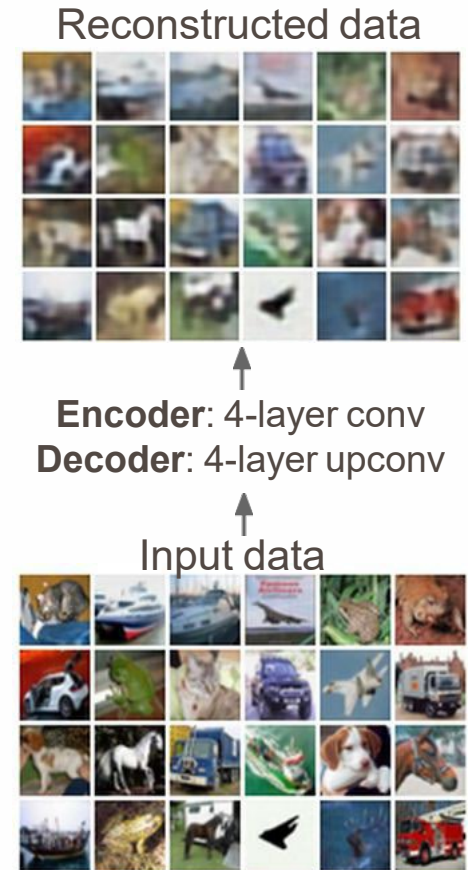 Reconstructed data
Encoder: 4-layer conv
Decoder: 4-layer upconv
Input data